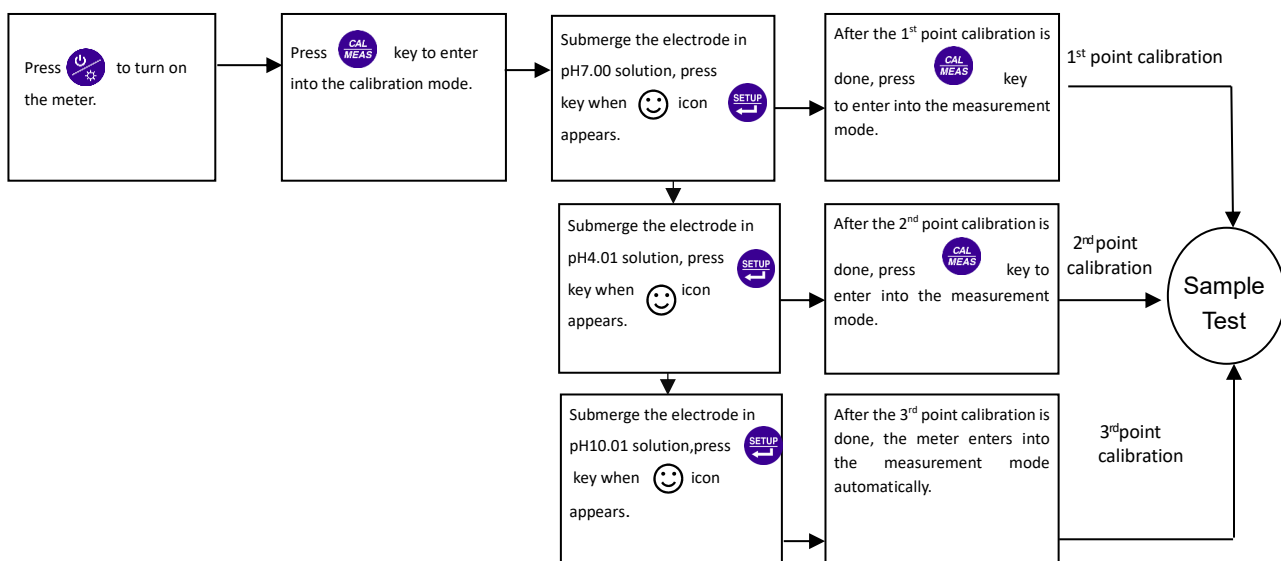 Press to turn on
the meter.
Press CAL MEAS key to enter
into the calibration mode.
Submerge the electrode in
pH7.00 solution, press
key when icon SETUP
appears.
After the 1st point calibration is
done, press CAL MEAS key
to enter into the measurement
mode.
1st point calibration
Submerge the electrode in
pH4.01 solution, press SETUP
key when icon
appears.
After the 2nd point calibration is
done, press CAL MEAS key to
enter into the measurement
mode.
2nd point
calibration
Sample
Test
Submerge the electrode in
pH10.01 solution,press SETUP
key when icon
appears.
After the 3rd point calibration is
done, the meter enters into
the measurement mode
automatically.
3rd point
calibration